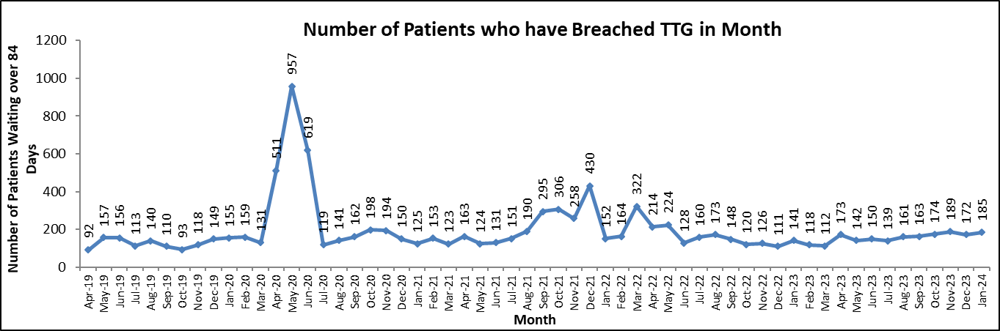 Number of Patients who have Breached TTG in Month
Number of Patients Waiting over 84
Days
1200
1000
800
600
400
200
0
92
157
156
113
140
110
93
118
149
155
159
131
511
957
619
119
141
162
198
194
150
125
153
123
163
124
131
151
190
295
306
258
430
152
164
322
214
224
128
160
173
148
120
126
111
141
118
112
173
142
150
139
161
163
174
189
172
185
Apr-19
May-19
Jun-19
Jul-19
Aug-19
Sep-19
Oct-19
Nov-19
Dec-19
Jan-20
Feb-20
Mar-20
Apr-20
May-20
Jun-20
Jul-20
Aug-20
Sep-20
Oct-20
Nov-20
Dec-20
Jan-21
Feb-21
Mar-21
Apr-21
May-21
Jun-21
Jul-21
Aug-21
Sep-21
Oct-21
Nov-21
Dec-21
Jan-22
Feb-22
Mar-22
Apr-22
May-22
Jun-22
Jul-22
Aug-22
Sep-22
Oct-22
Nov-22
Dec-22
Jan-23
Feb-23
Mar-23
Apr-23
May-23
Jun-23
Jul-23
Aug-23
Sep-23
Oct-23
Nov-23
Dec-23
Jan-24
Month